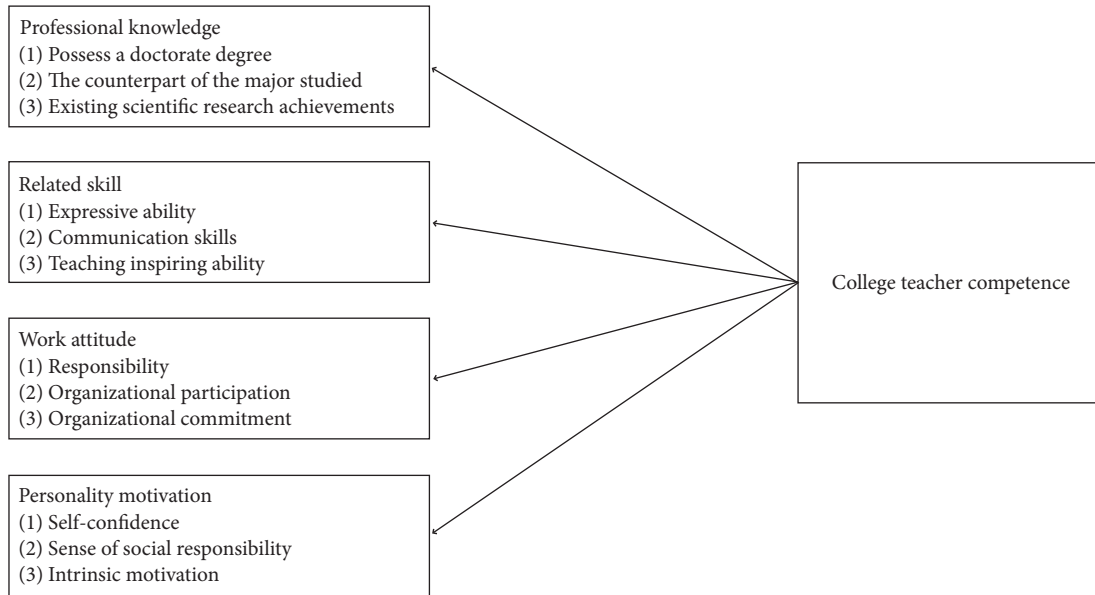 Professional knowledge
(1) Possess a doctorate degree
(2) The counterpart of the major studied
(3) Existing scientific research achievements
Related skill
(1) Expressive ability
(2) Communication skills
(3) Teaching inspiring ability
Work attitude
(1) Responsibility
(2) Organizational participation
(3) Organizational commitment
Personality motivation
(1) Self-confidence
(2) Sense of social responsibility
(3) Intrinsic motivation
College teacher competence